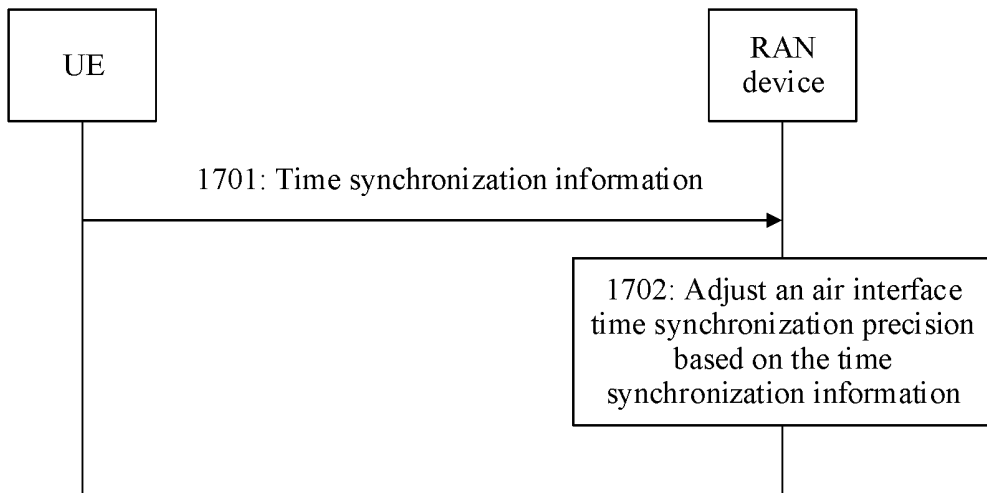 UE
RAN
device
1701: Time synchronization information
1702: Adjust an air interface
time synchronization precision
based on the time
synchronization information